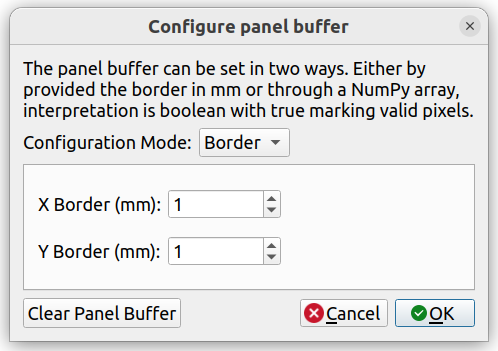 Configure panel buffer
The panel buffer can be set in two ways. Either by
provided the border in mm or through a NumPy array,
interpretation is boolean with true marking valid pixels.
Configuration Mode: Border
X Border (mm): 1
Y Border (mm): 1
Clear Panel Buffer Cancel OK